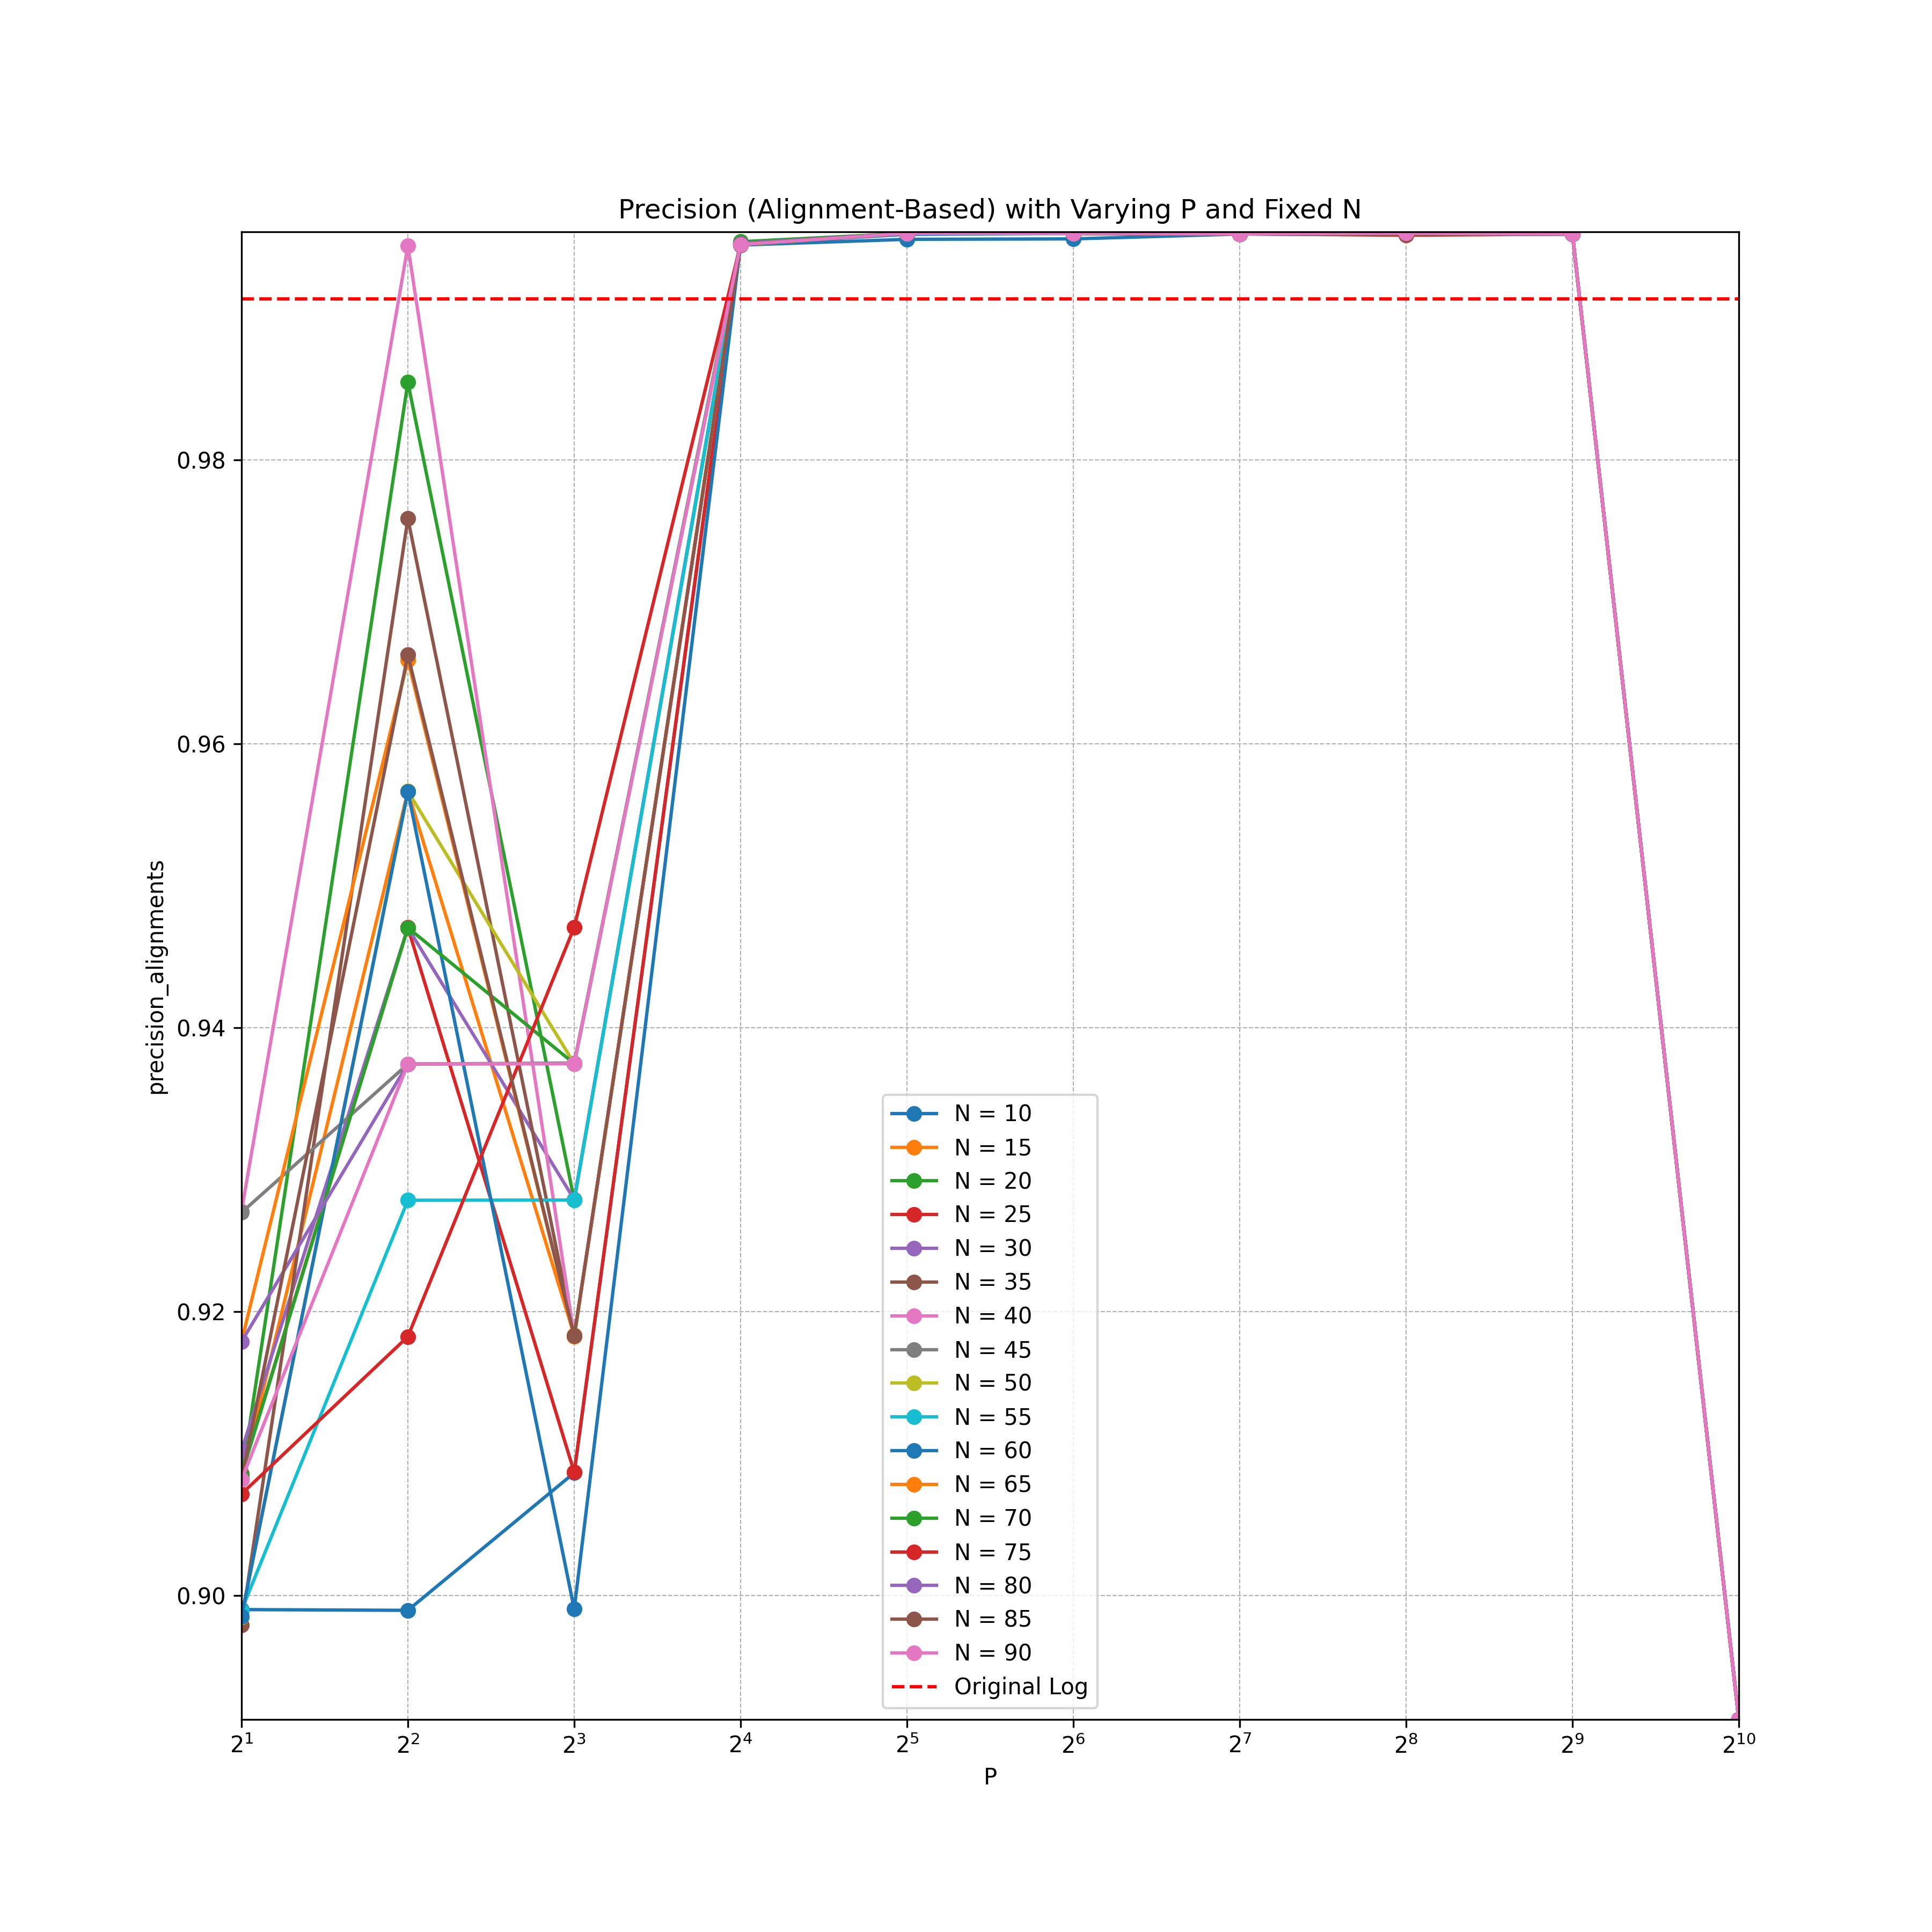 Precision (Alignment-Based) with Varying P and Fixed N
precision_alignments
0.98
0.96
0.94
0.92
0.90
N = 10
N = 15
N = 20
N = 25
N = 30
N = 35
N = 40
N = 45
N = 50
N = 55
N = 60
N = 65
N = 70
N = 75
N = 80
N = 85
N = 90
Original Log
2¹ 2² 2³ 2⁴ 2⁵ 2⁶ 2⁷ 2⁸ 2⁹ 2¹⁰
P